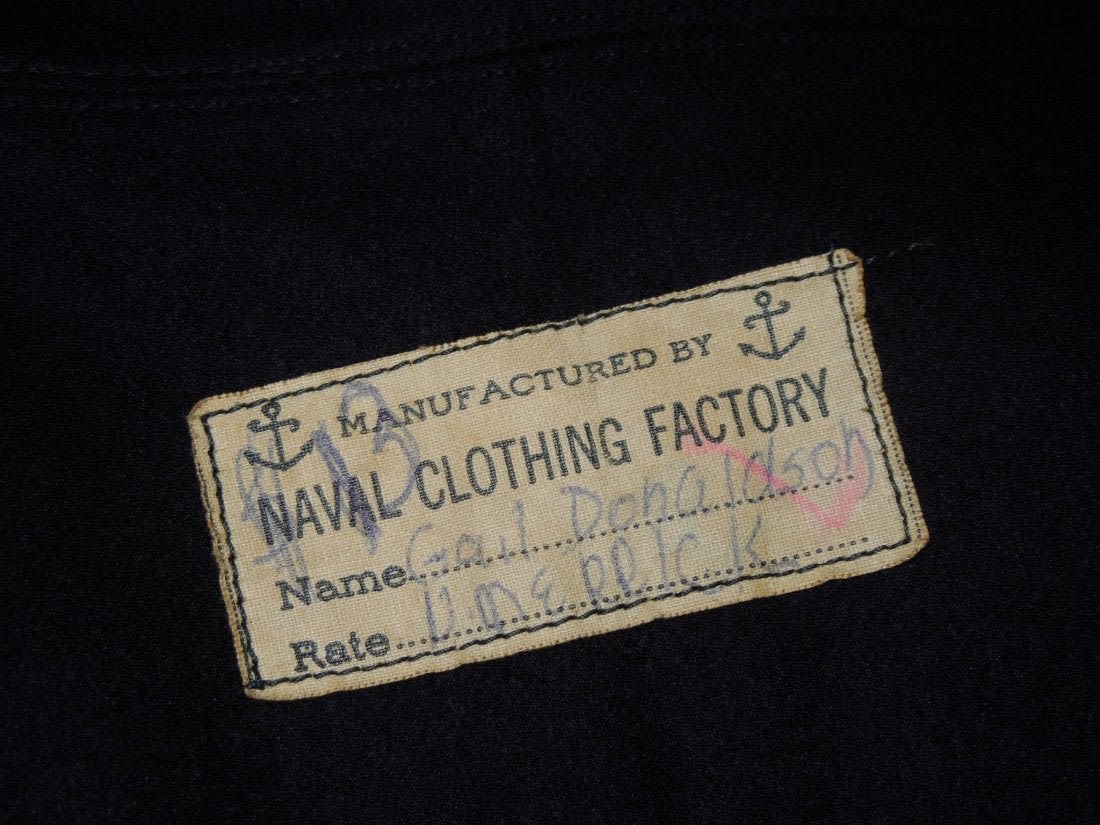 MANUFACTURED BY
NAVAL CLOTHING FACTORY
Name Gail Donaldson
Rate